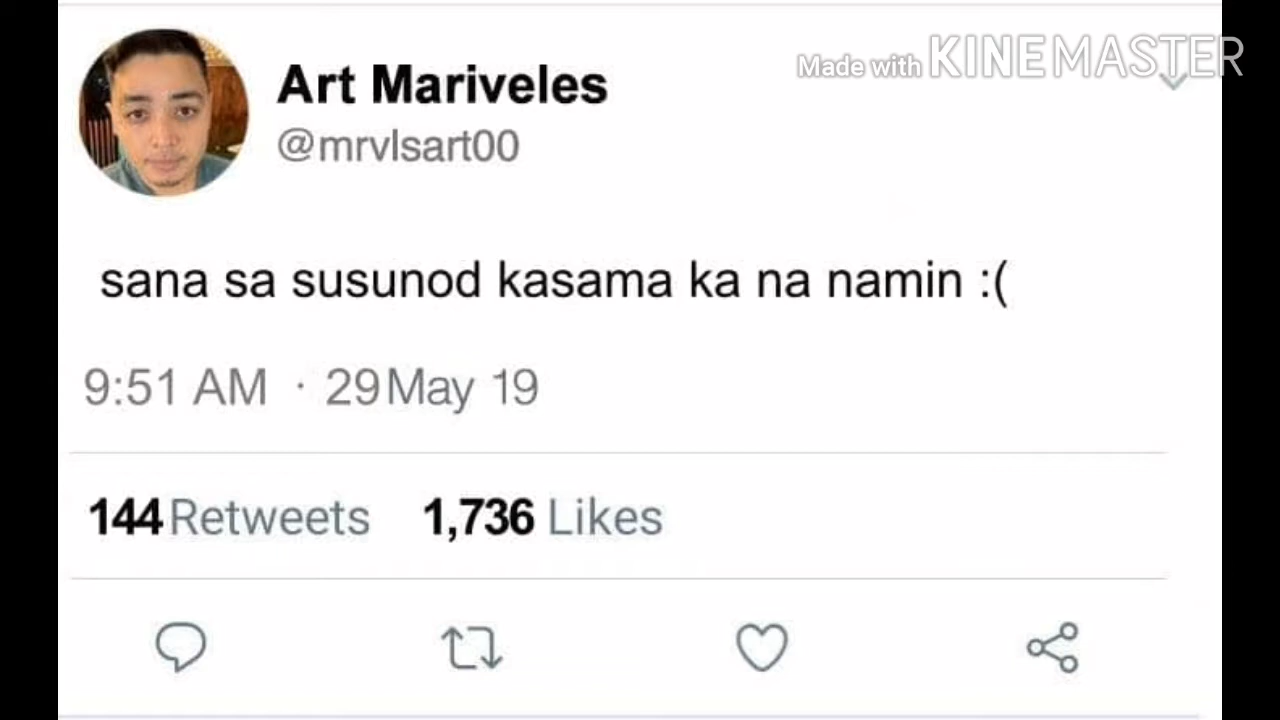 Made with KINEMASTER
Art Mariveles
@mrvlsart00
sana sa susunod kasama ka na namin :(
9:51 AM · 29 May 19
144 Retweets 1,736 Likes